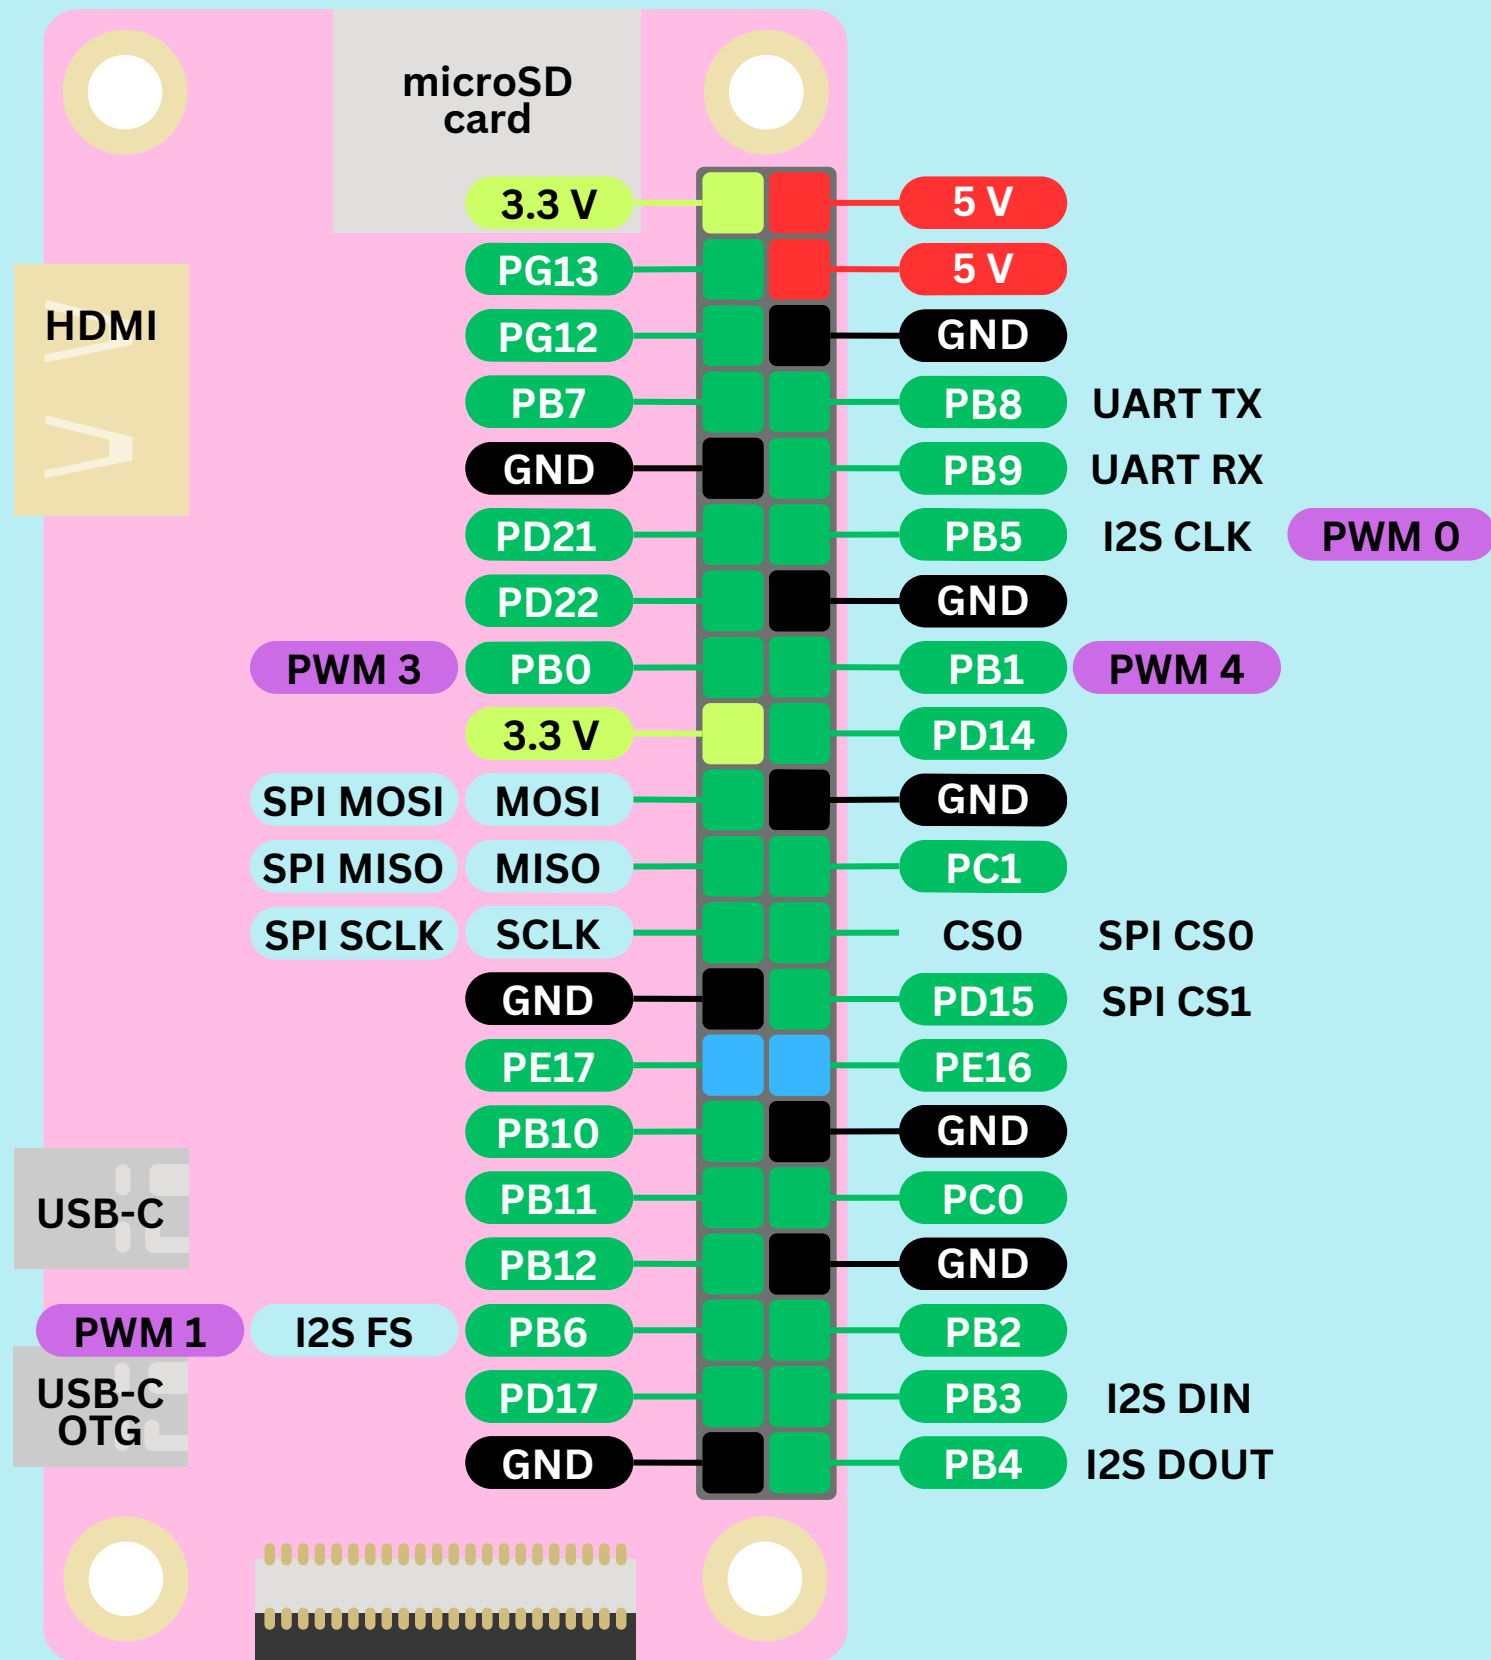 microSD
card
3.3 V 5 V
PG13 5 V
HDMI PG12 GND
PB7 PB8 UART TX
GND PB9 UART RX
PD21 PB5 I2S CLK PWM 0
PD22 GND
PWM 3 PB0 PB1 PWM 4
3.3 V PD14
SPI MOSI MOSI GND
SPI MISO MISO PC1
SPI SCLK SCLK CS0 SPI CS0
GND PD15 SPI CS1
PE17 PE16
PB10 GND
USB-C PB11 PC0
PB12 GND
PWM 1 I2S FS PB6 PB2
USB-C PD17 PB3 I2S DIN
OTG
GND PB4 I2S DOUT